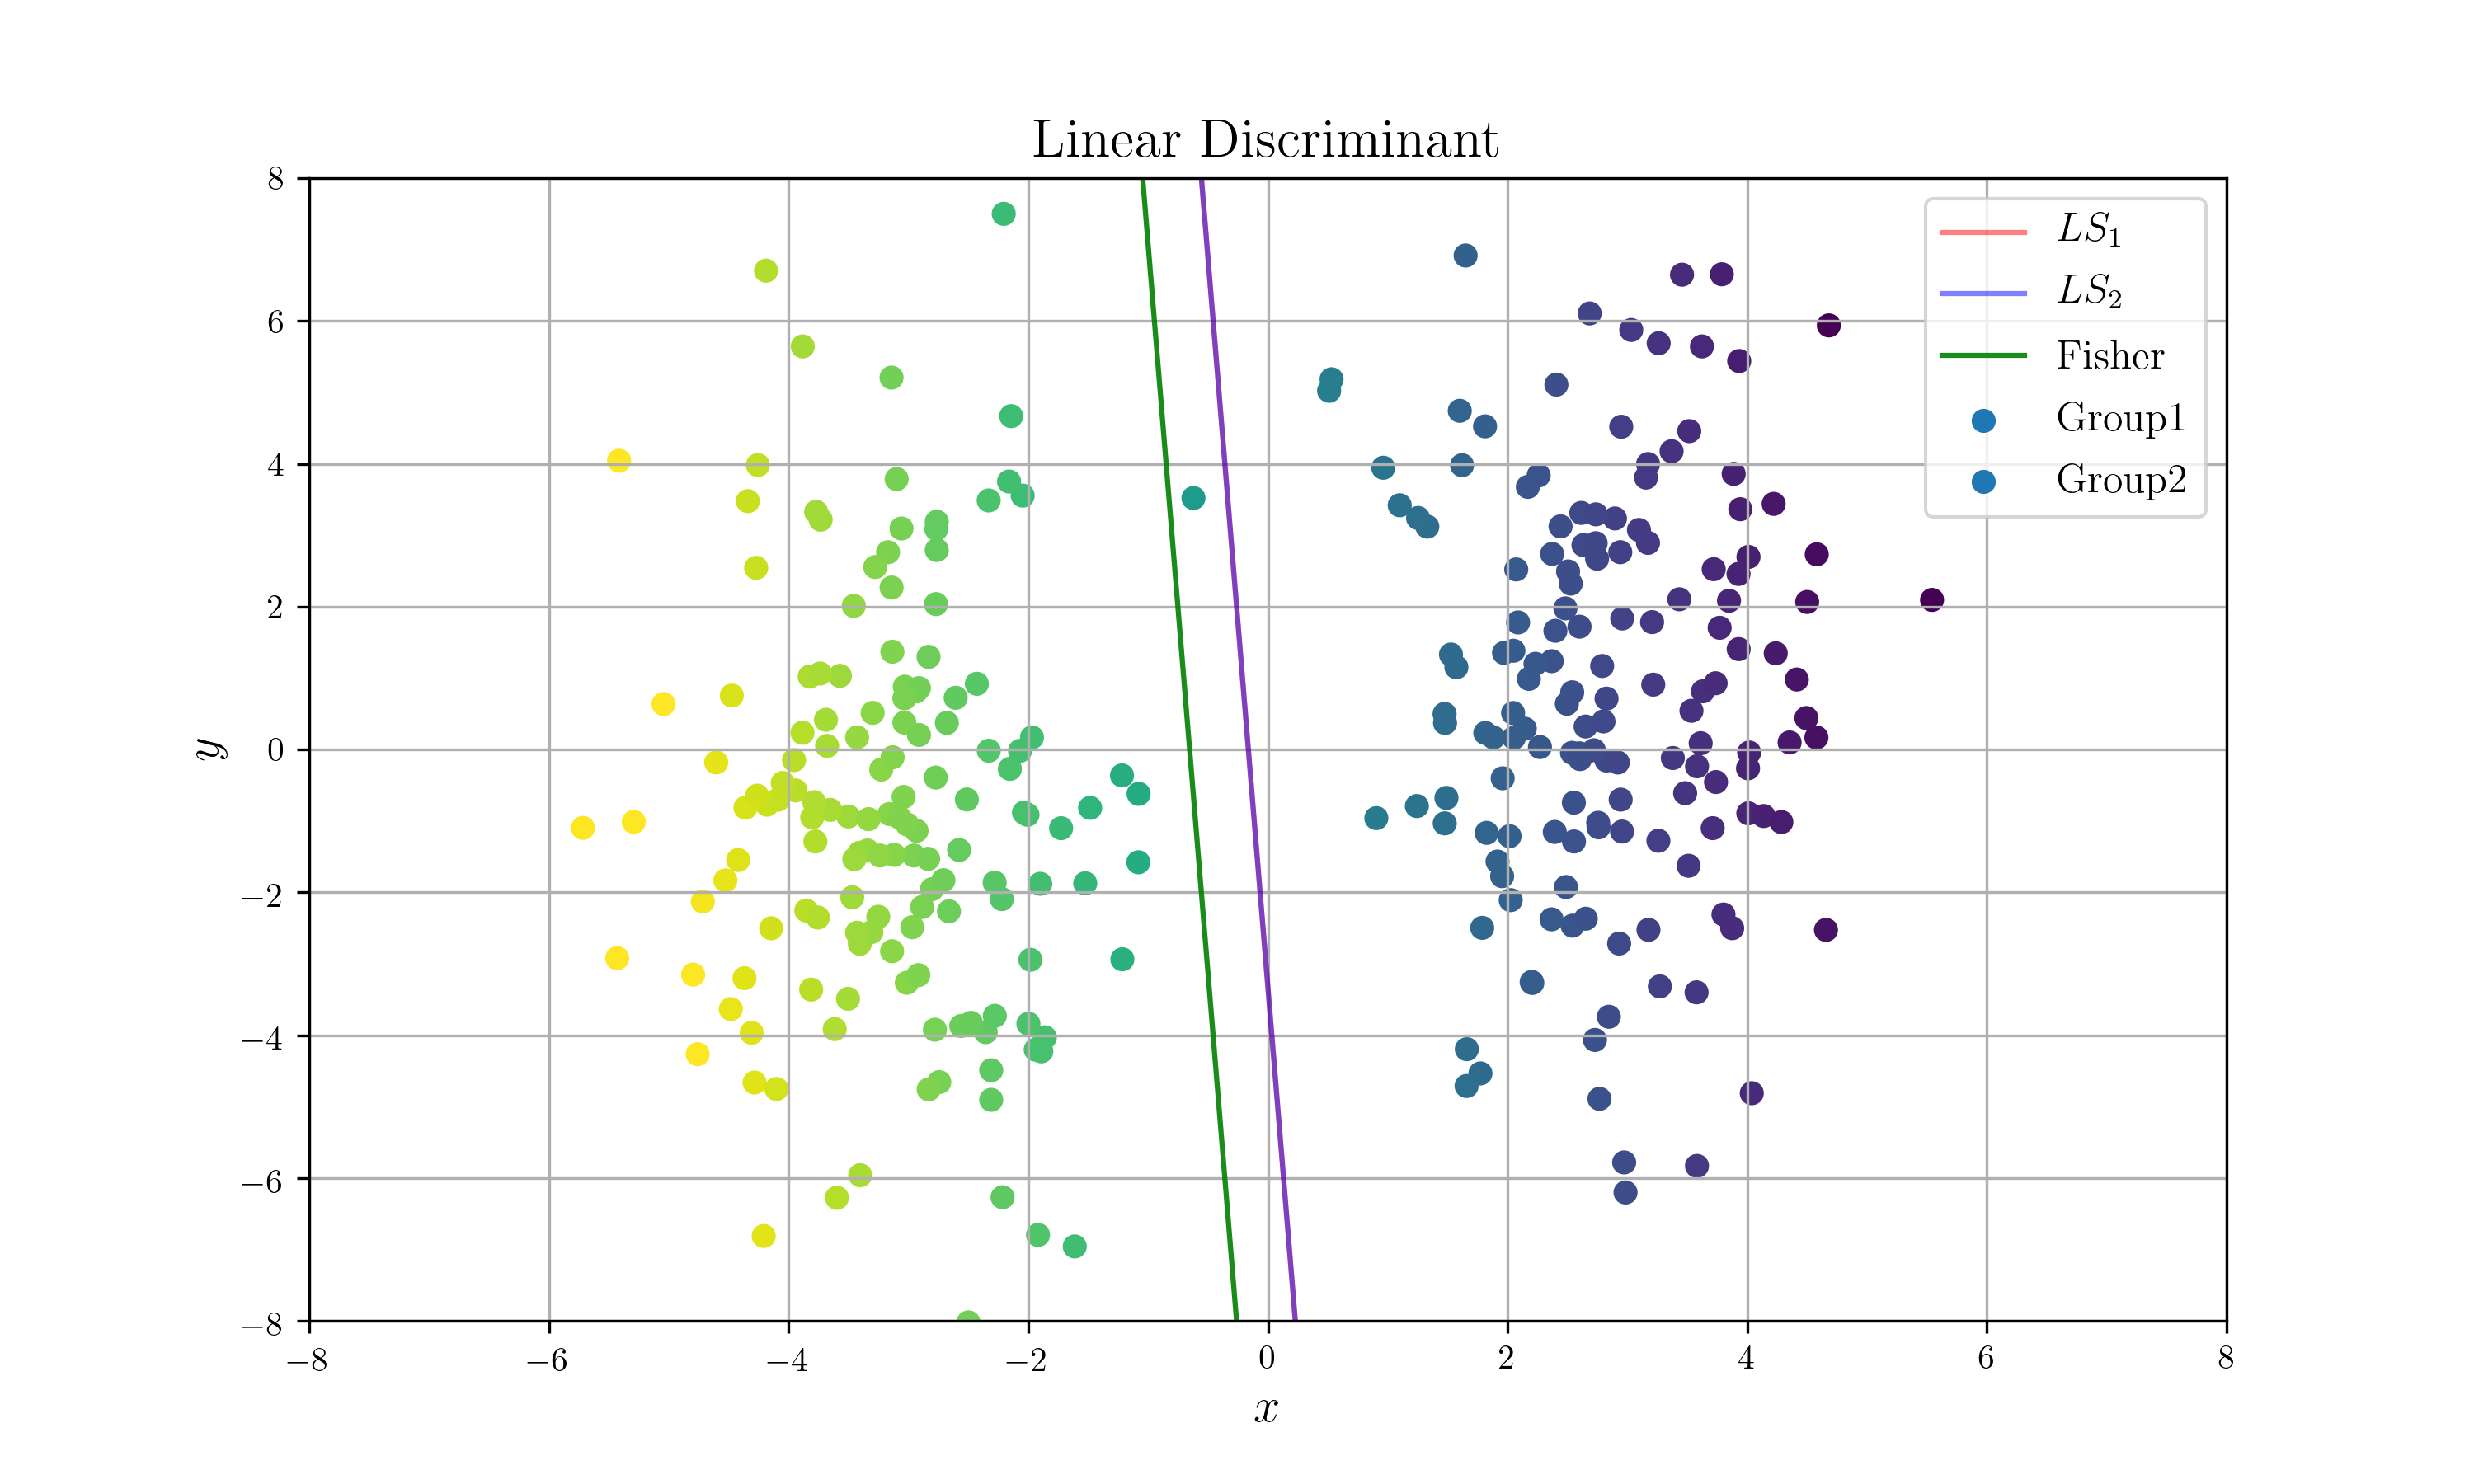 Linear Discriminant
8
6
4
2
0
−2
−4
−6
−8
y
LS₁
LS₂
Fisher
Group1
Group2
−8 −6 −4 −2 0 2 4 6 8
x